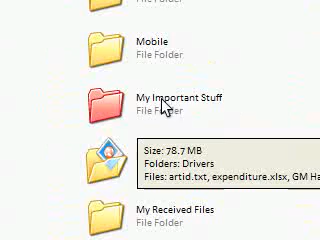 File Folder
Mobile
File Folder
My Important Stuff
File Folder
Size: 78.7 MB
Folders: Drivers
Files: artid.txt, expenditure.xlsx, GM Ha
My Received Files
File Folder